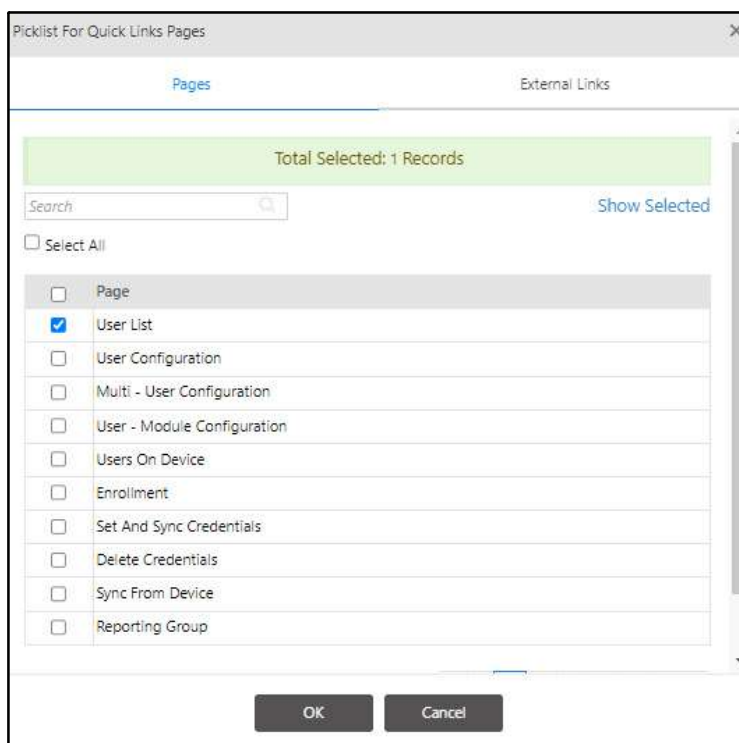 Picklist For Quick Links Pages
Pages External Links
Total Selected: 1 Records
Search Show Selected
Select All
Page
User List
User Configuration
Multi - User Configuration
User - Module Configuration
Users On Device
Enrollment
Set And Sync Credentials
Delete Credentials
Sync From Device
Reporting Group
OK Cancel